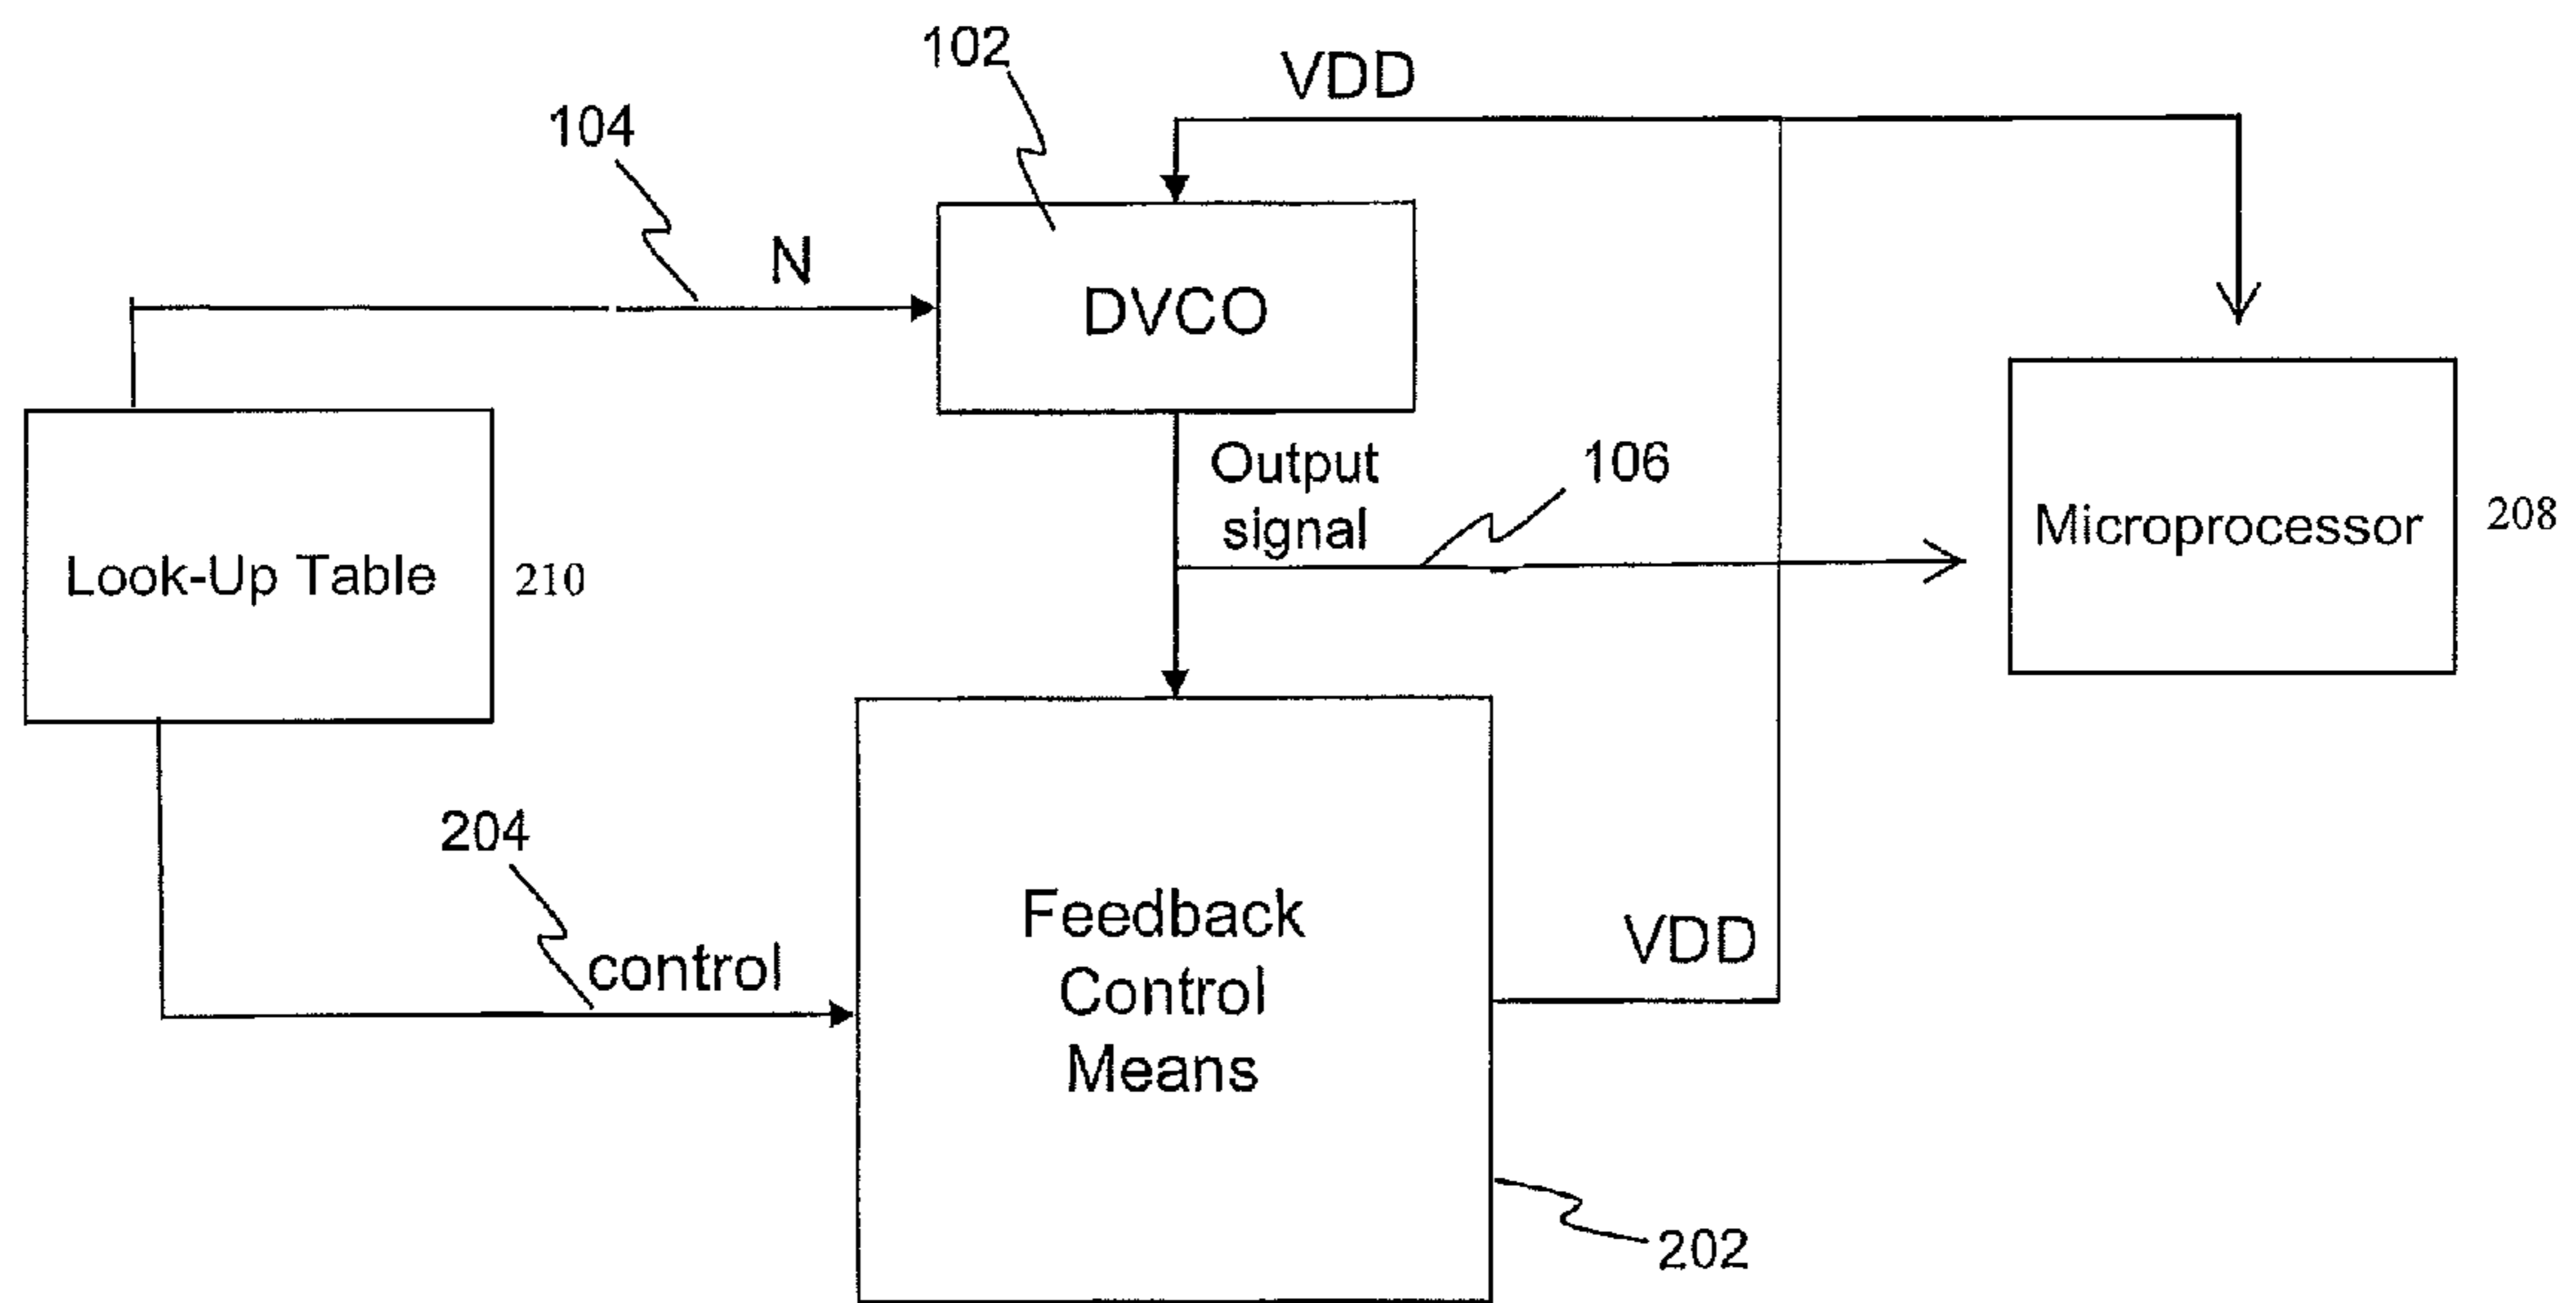 102
VDD
104
N
DVCO
Output
signal
106
Microprocessor
208
Look-Up Table
210
204
control
Feedback
Control
Means
VDD
202